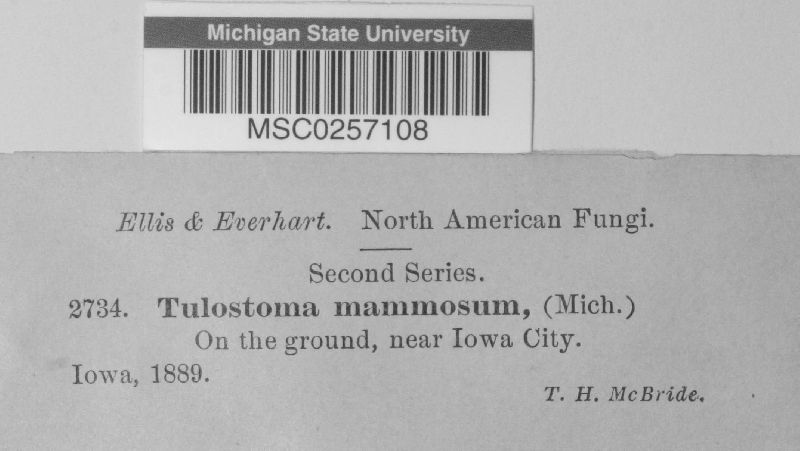 Michigan State University
MSC0257108
Ellis & Everhart. North American Fungi.
Second Series.
2734. Tulostoma mammosum, (Mich.)
On the ground, near Iowa City.
Iowa, 1889.
T. H. McBride.